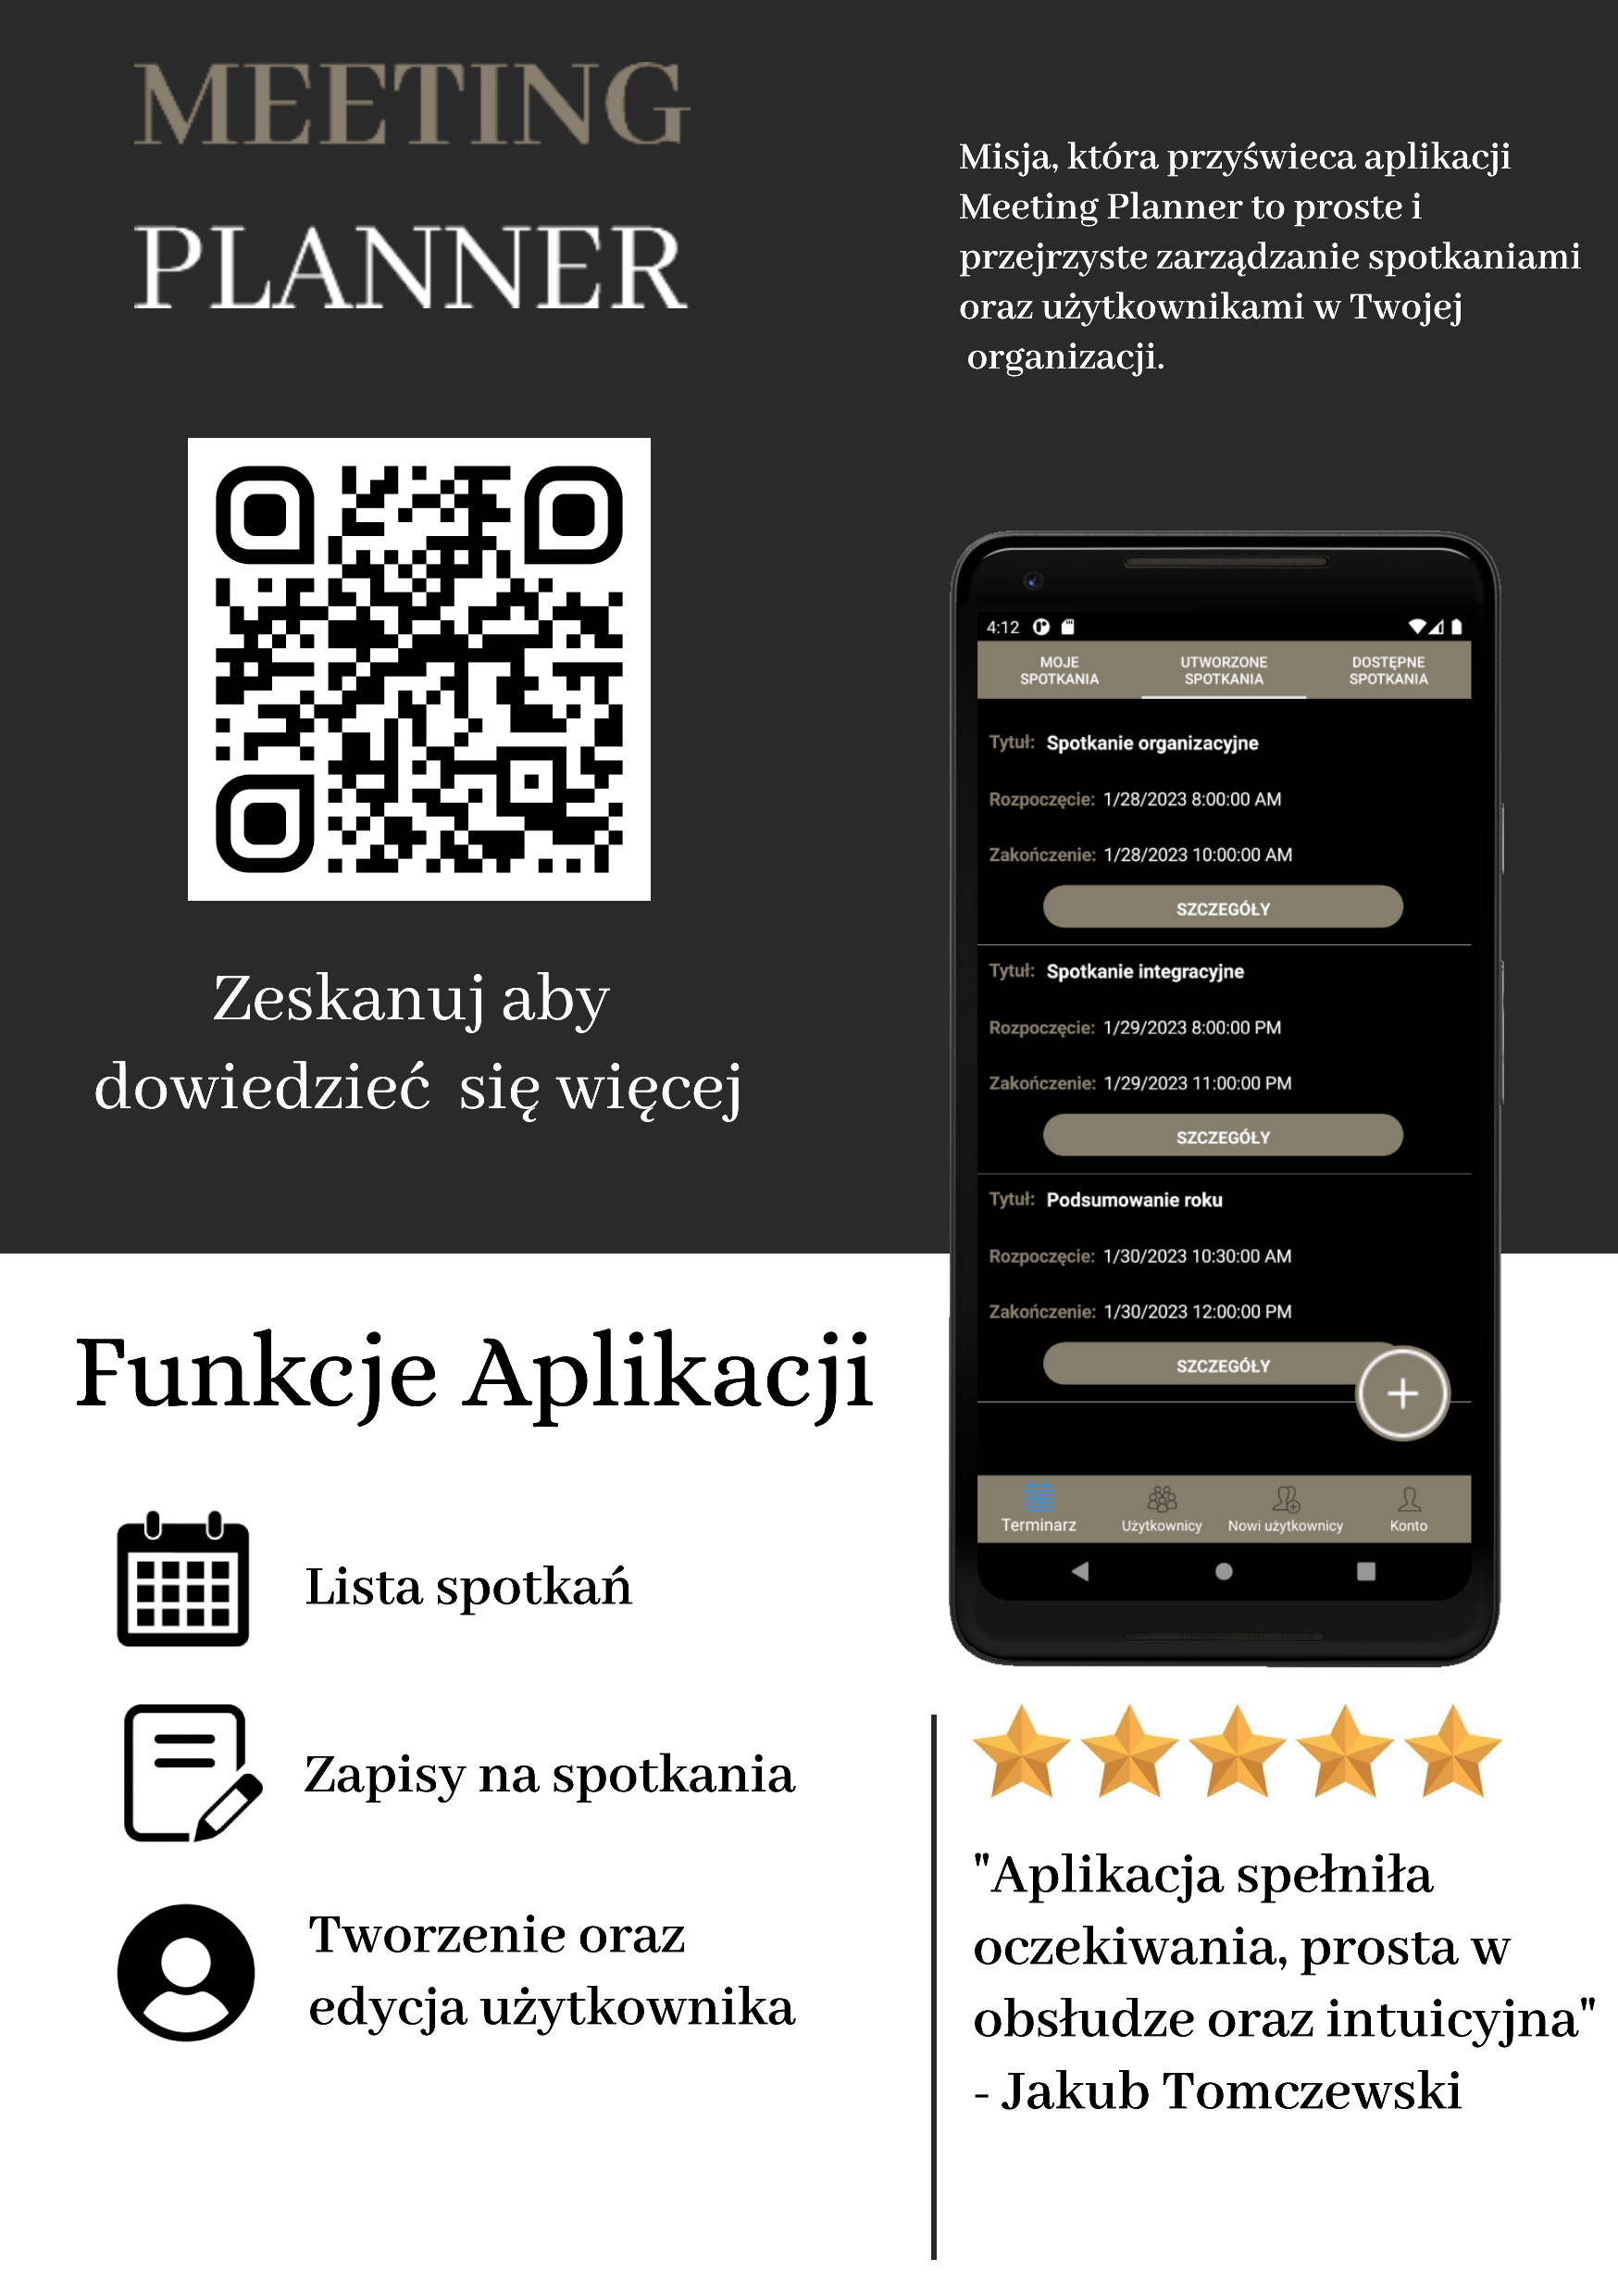 MEETING
PLANNER
Misja, która przyświeca aplikacji
Meeting Planner to proste i
przejrzyste zarządzanie spotkaniami
oraz użytkownikami w Twojej
organizacji.
Zeskanuj aby
dowiedzieć się więcej
4:12
MOJE
SPOTKANIA
UTWORZONE
SPOTKANIA
DOSTĘPNE
SPOTKANIA
Tytuł: Spotkanie organizacyjne
Rozpoczęcie: 1/28/2023 8:00:00 AM
Zakończenie: 1/28/2023 10:00:00 AM
SZCZEGÓŁY
Tytuł: Spotkanie integracyjne
Rozpoczęcie: 1/29/2023 8:00:00 PM
Zakończenie: 1/29/2023 11:00:00 PM
SZCZEGÓŁY
Tytuł: Podsumowanie roku
Rozpoczęcie: 1/30/2023 10:30:00 AM
Zakończenie: 1/30/2023 12:00:00 PM
SZCZEGÓŁY
+
Terminarz Użytkownicy Nowi użytkownicy Konto
Funkcje Aplikacji
Lista spotkań
Zapisy na spotkania
Tworzenie oraz
edycja użytkownika
"Aplikacja spełniła
oczekiwania, prosta w
obsłudze oraz intuicyjna"
- Jakub Tomczewski